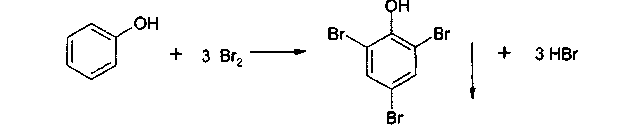 OH + 3 Br₂ OH Br Br Br + 3 HBr